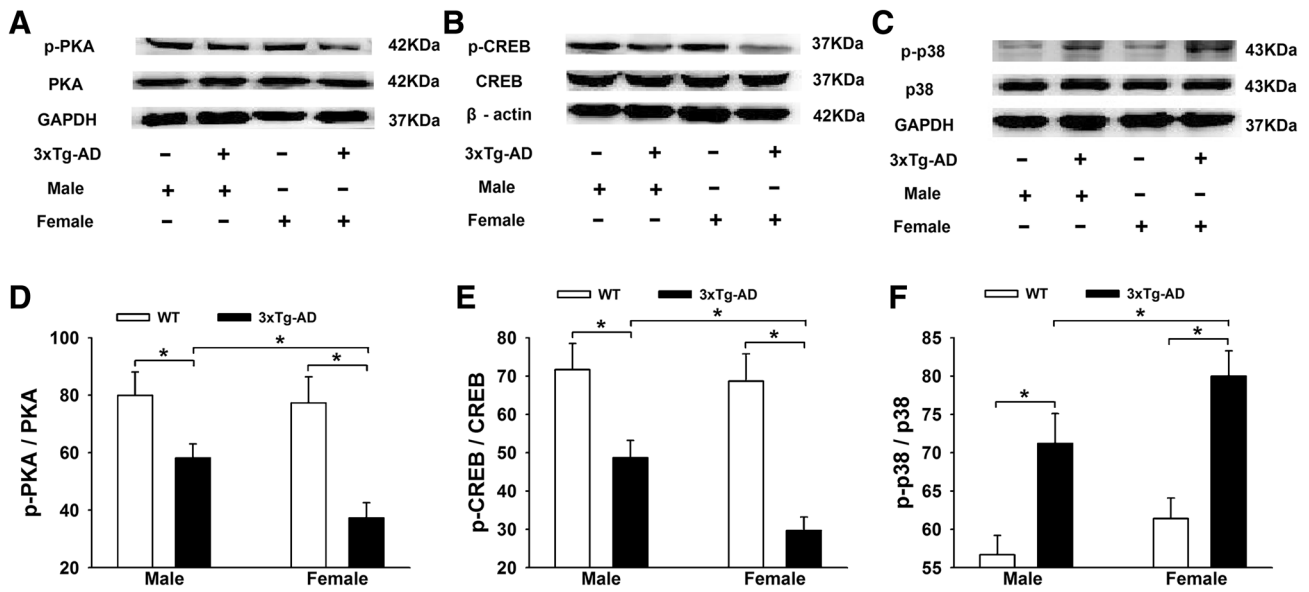 A
p-PKA 42KDa
PKA 42KDa
GAPDH 37KDa
3xTg-AD – + – +
Male + + – –
Female – – + +
B
p-CREB 37KDa
CREB 37KDa
β - actin 42KDa
3xTg-AD – + – +
Male + + – –
Female – – + +
C
p-p38 43KDa
p38 43KDa
GAPDH 37KDa
3xTg-AD – + – +
Male + + – –
Female – – + +
D
WT 3xTg-AD
p-PKA / PKA
100
80
60
40
20
* * *
Male Female
E
WT 3xTg-AD
p-CREB / CREB
80
70
60
50
40
30
20
* * *
Male Female
F
WT 3xTg-AD
p-p38 / p38
85
80
75
70
65
60
55
* * *
Male Female